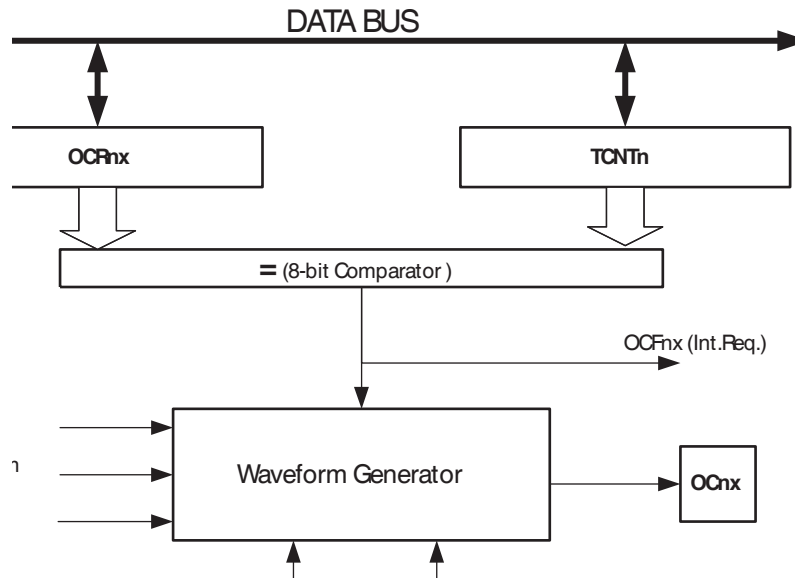 DATA BUS
OCRnx
TCNTn
= (8-bit Comparator )
OCFnx (Int.Req.)
Waveform Generator
OCnx